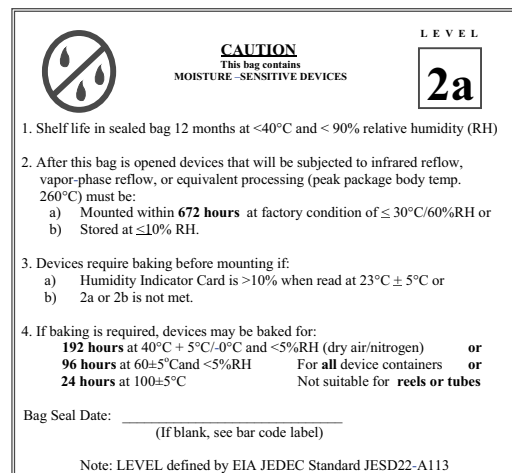 LEVEL
2a
CAUTION
This bag contains
MOISTURE –SENSITIVE DEVICES
1. Shelf life in sealed bag 12 months at <40°C and < 90% relative humidity (RH)
2. After this bag is opened devices that will be subjected to infrared reflow,
vapor-phase reflow, or equivalent processing (peak package body temp.
260°C) must be:
a) Mounted within 672 hours at factory condition of ≤ 30°C/60%RH or
b) Stored at ≤10% RH.
3. Devices require baking before mounting if:
a) Humidity Indicator Card is >10% when read at 23°C ± 5°C or
b) 2a or 2b is not met.
4. If baking is required, devices may be baked for:
192 hours at 40°C + 5°C/-0°C and <5%RH (dry air/nitrogen) or
96 hours at 60±5°Cand <5%RH For all device containers or
24 hours at 100±5°C Not suitable for reels or tubes
Bag Seal Date: ______________________________
(If blank, see bar code label)
Note: LEVEL defined by EIA JEDEC Standard JESD22-A113